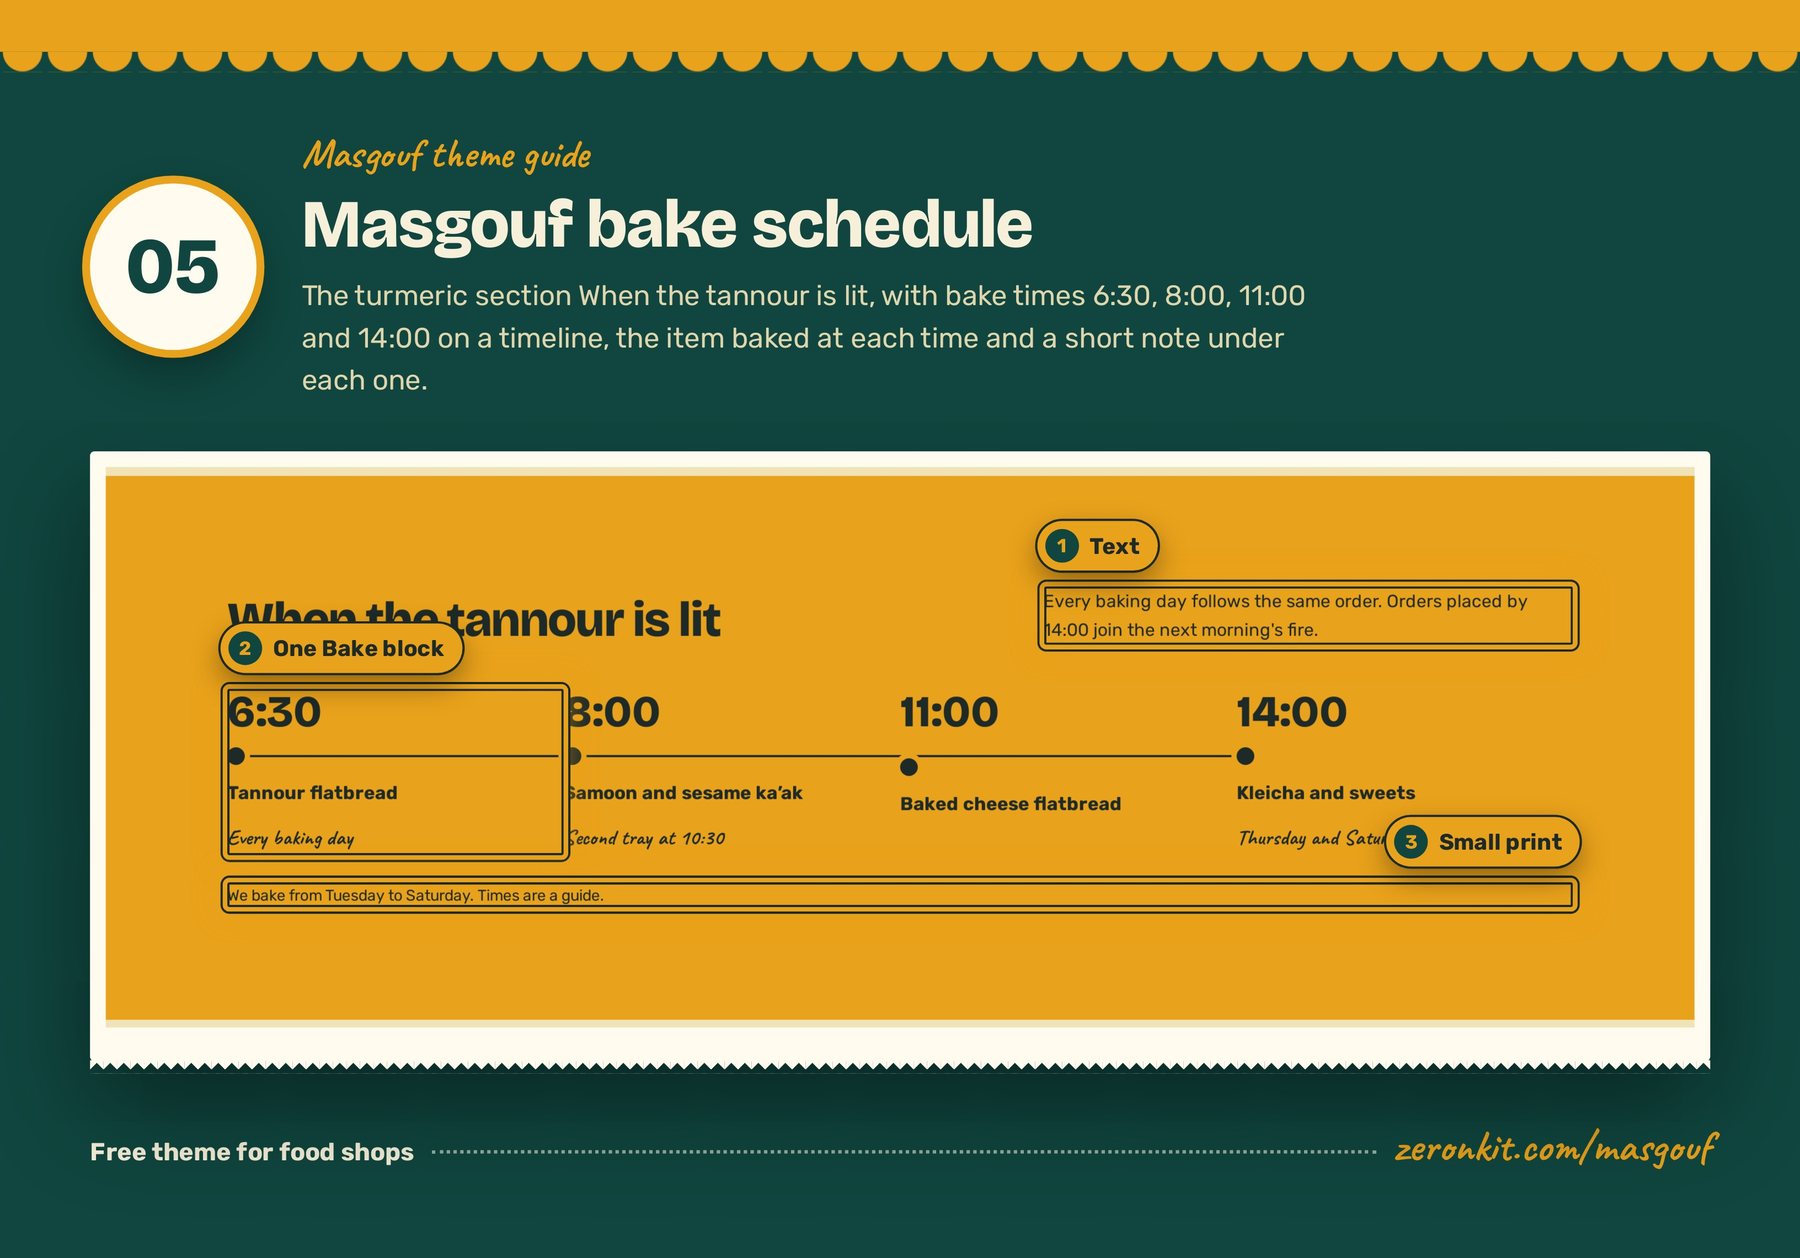 Masgouf theme guide
05
Masgouf bake schedule
The turmeric section When the tannour is lit, with bake times 6:30, 8:00, 11:00
and 14:00 on a timeline, the item baked at each time and a short note under
each one.
1 Text
Every baking day follows the same order. Orders placed by
14:00 join the next morning's fire.
When the tannour is lit
2 One Bake block
6:30 8:00 11:00 14:00
Tannour flatbread Samoon and sesame ka’ak Baked cheese flatbread Kleicha and sweets
Every baking day Second tray at 10:30 Thursday and
3 Small print
We bake from Tuesday to Saturday. Times are a guide.
Free theme for food shops
zeronkit.com/masgouf